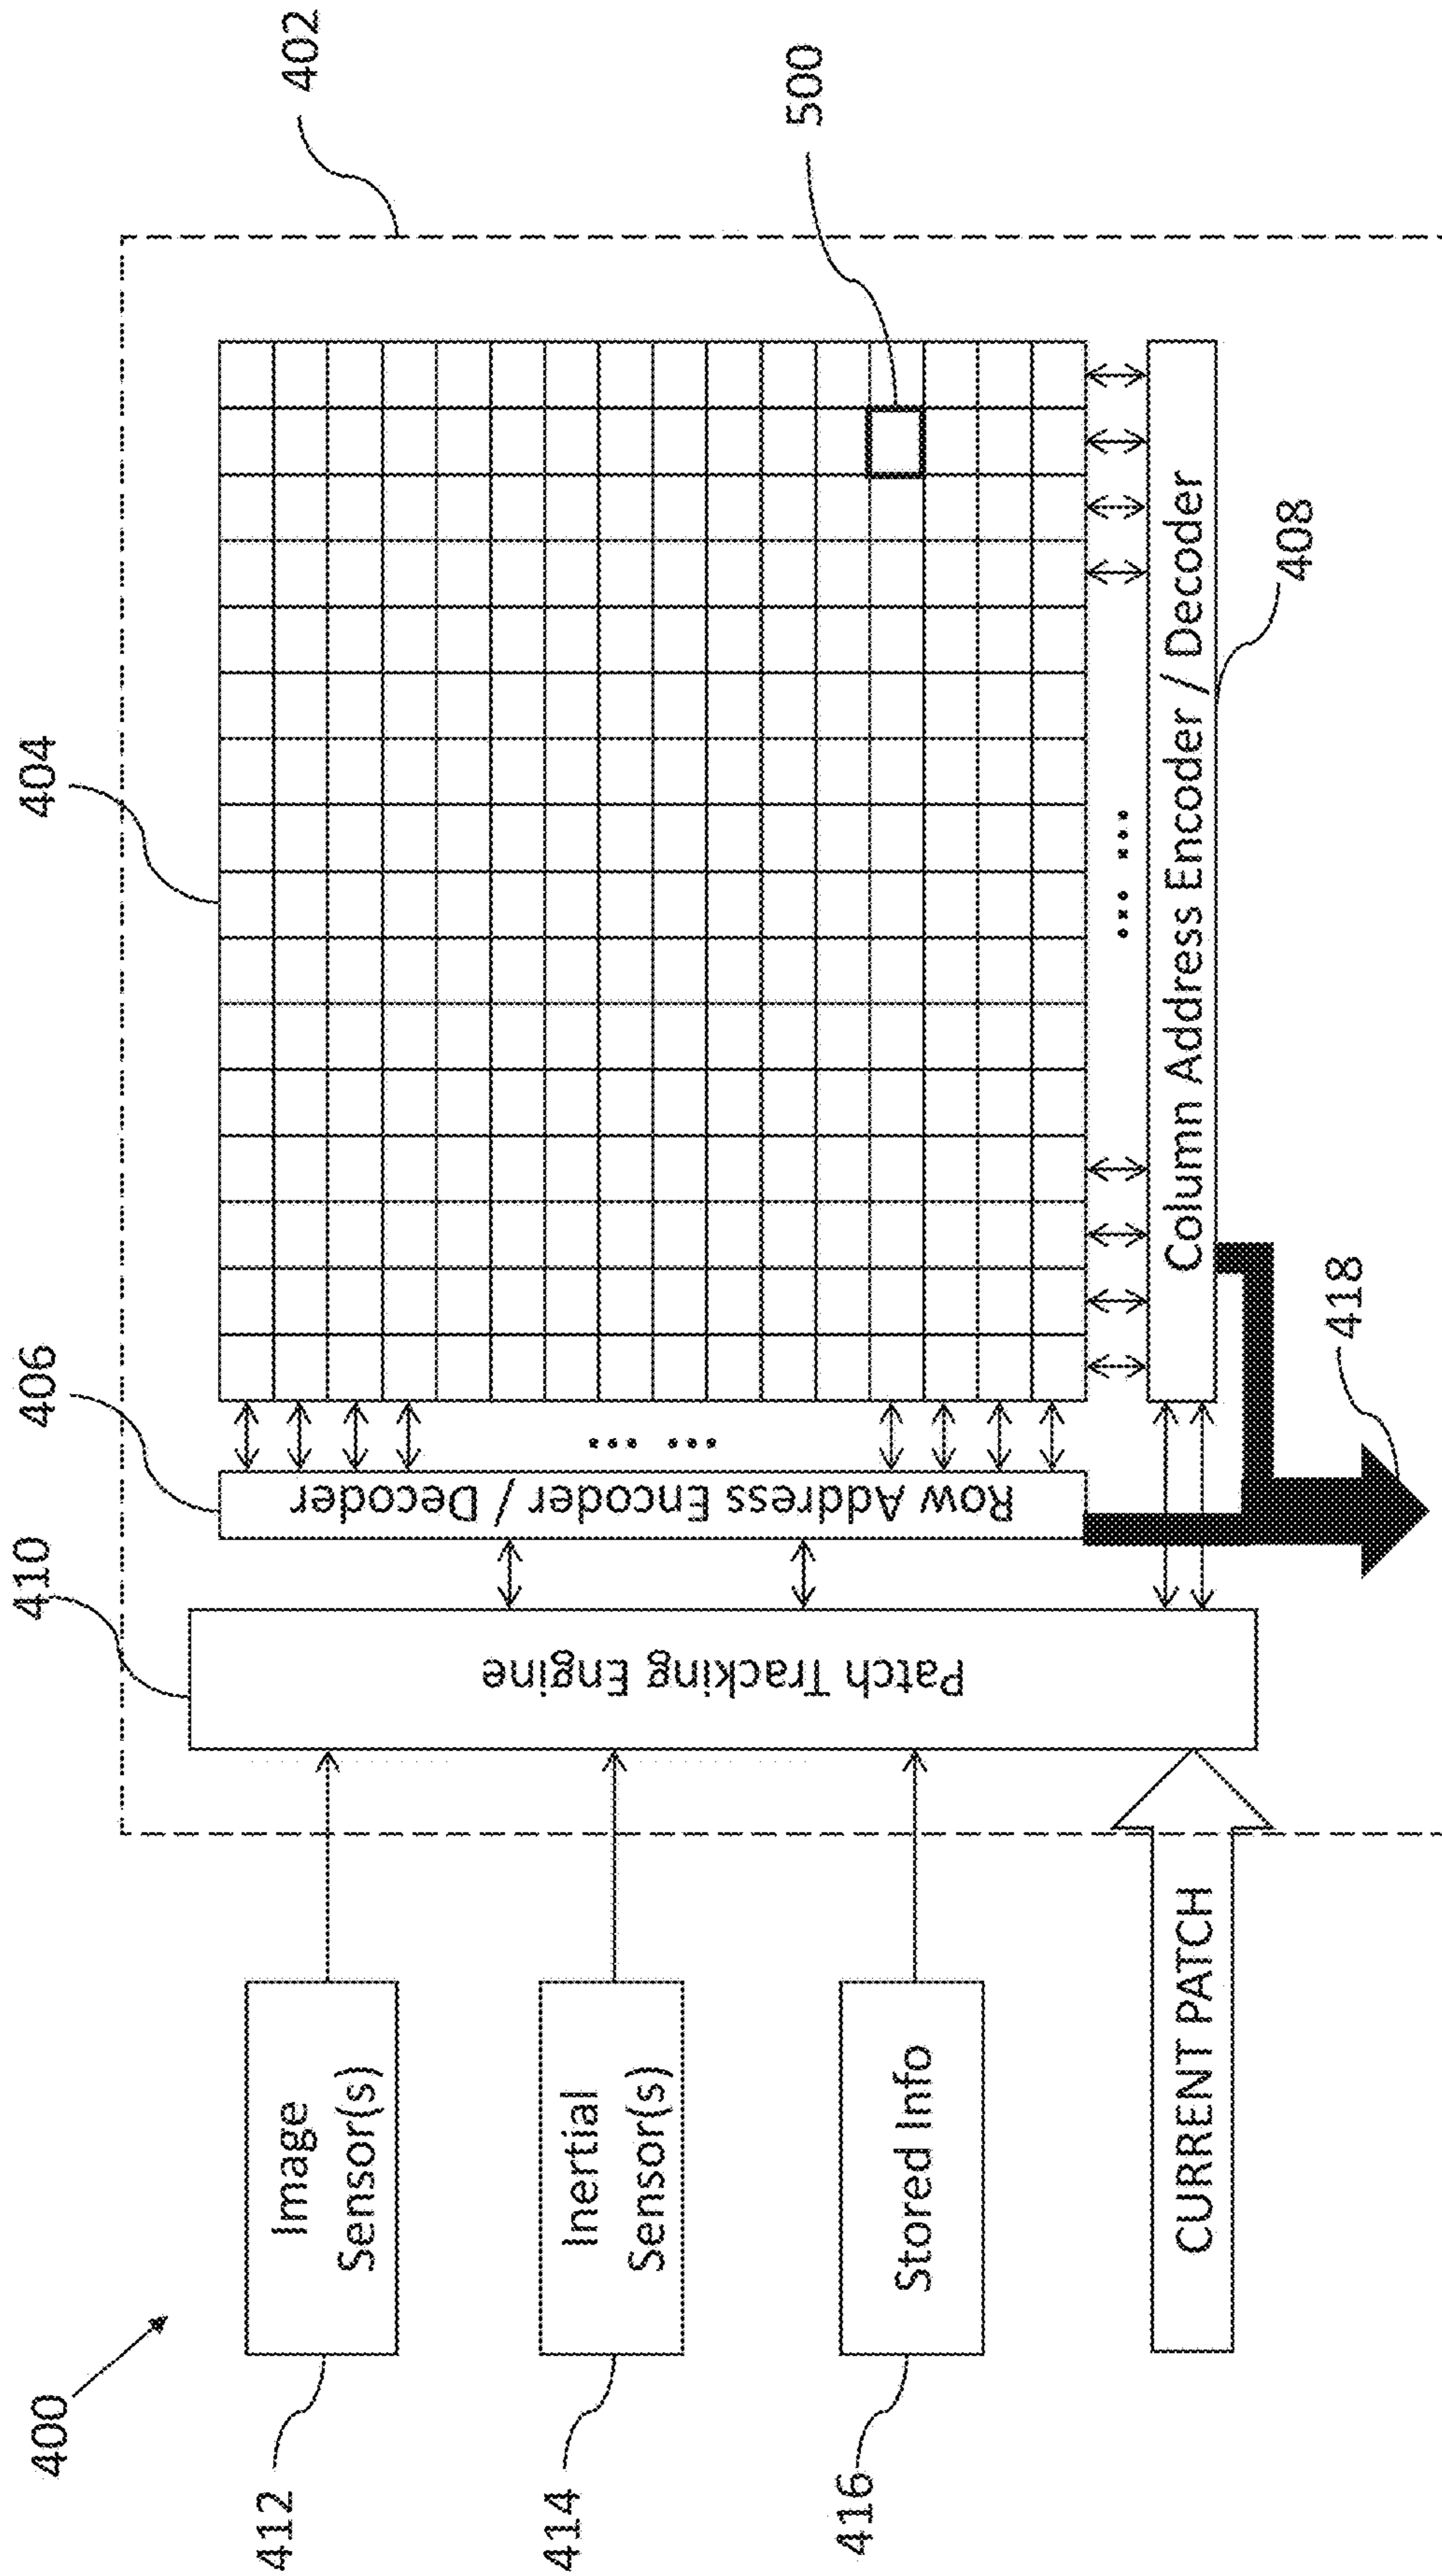 400
402
404
406
410
500
412
Image
Sensor(s)
414
Inertial
Sensor(s)
416
Stored Info
CURRENT PATCH
Patch Tracking Engine
Row Address Encoder / Decoder
Column Address Encoder / Decoder
408
418